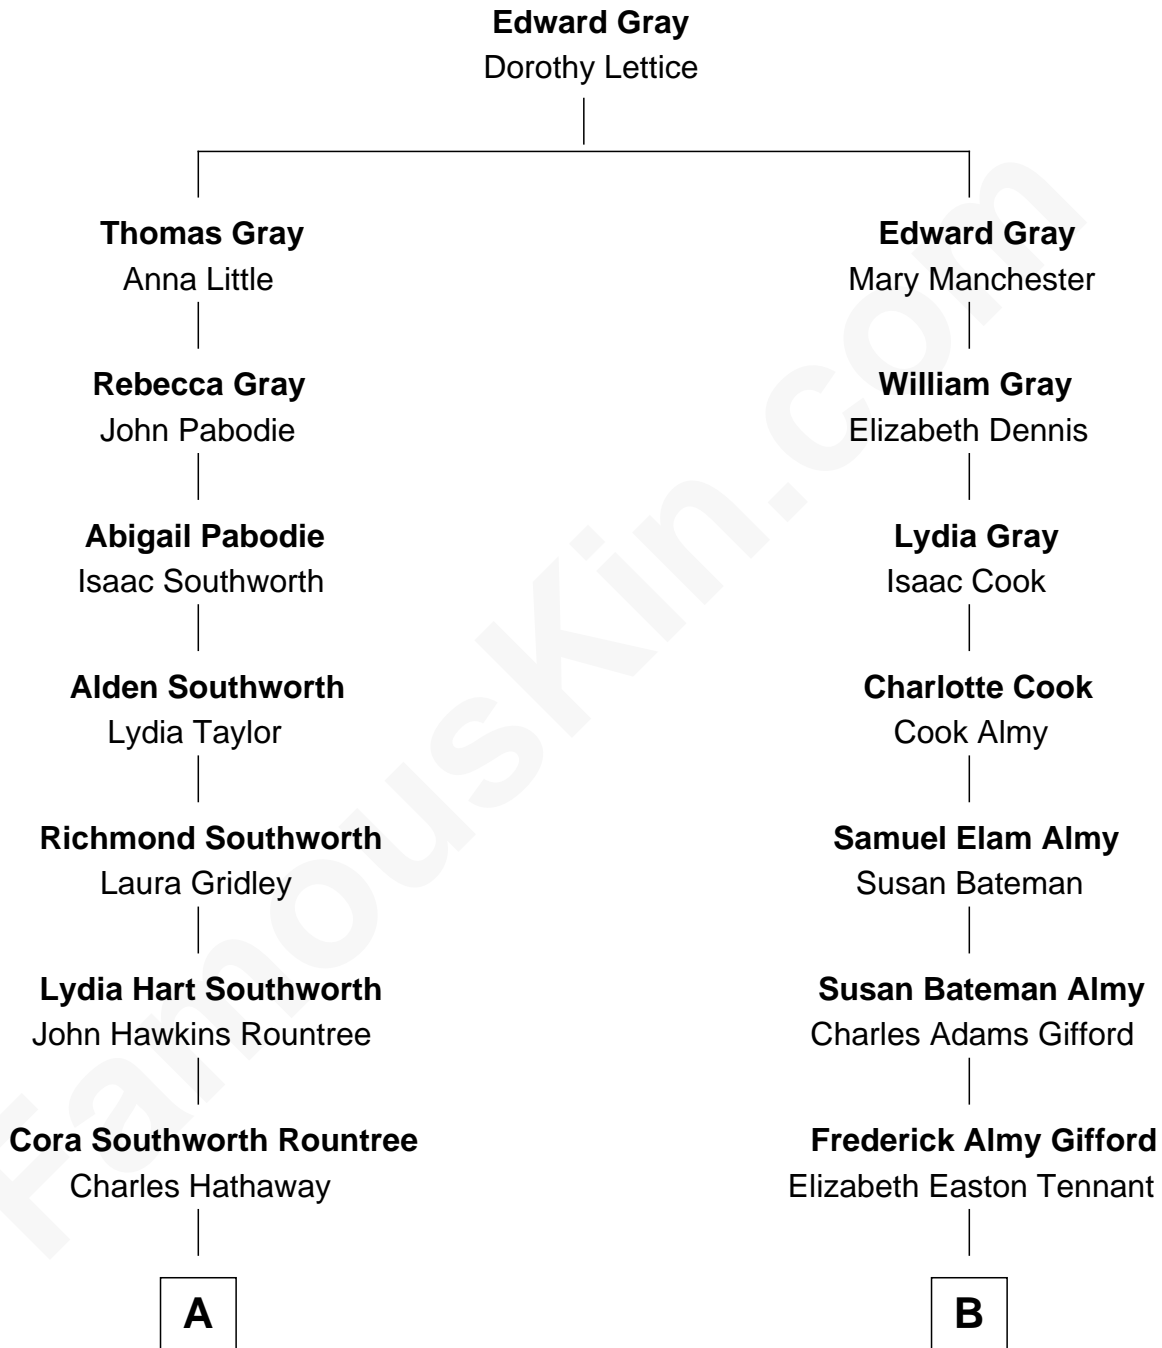 Edward Gray
Dorothy Lettice
Thomas Gray
Anna Little
Edward Gray
Mary Manchester
Rebecca Gray
John Pabodie
William Gray
Elizabeth Dennis
Abigail Pabodie
Isaac Southworth
Lydia Gray
Isaac Cook
Alden Southworth
Lydia Taylor
Charlotte Cook
Cook Almy
Richmond Southworth
Laura Gridley
Samuel Elam Almy
Susan Bateman
Lydia Hart Southworth
John Hawkins Rountree
Susan Bateman Almy
Charles Adams Gifford
Cora Southworth Rountree
Charles Hathaway
Frederick Almy Gifford
Elizabeth Easton Tennant
A
B
FamousKin.com